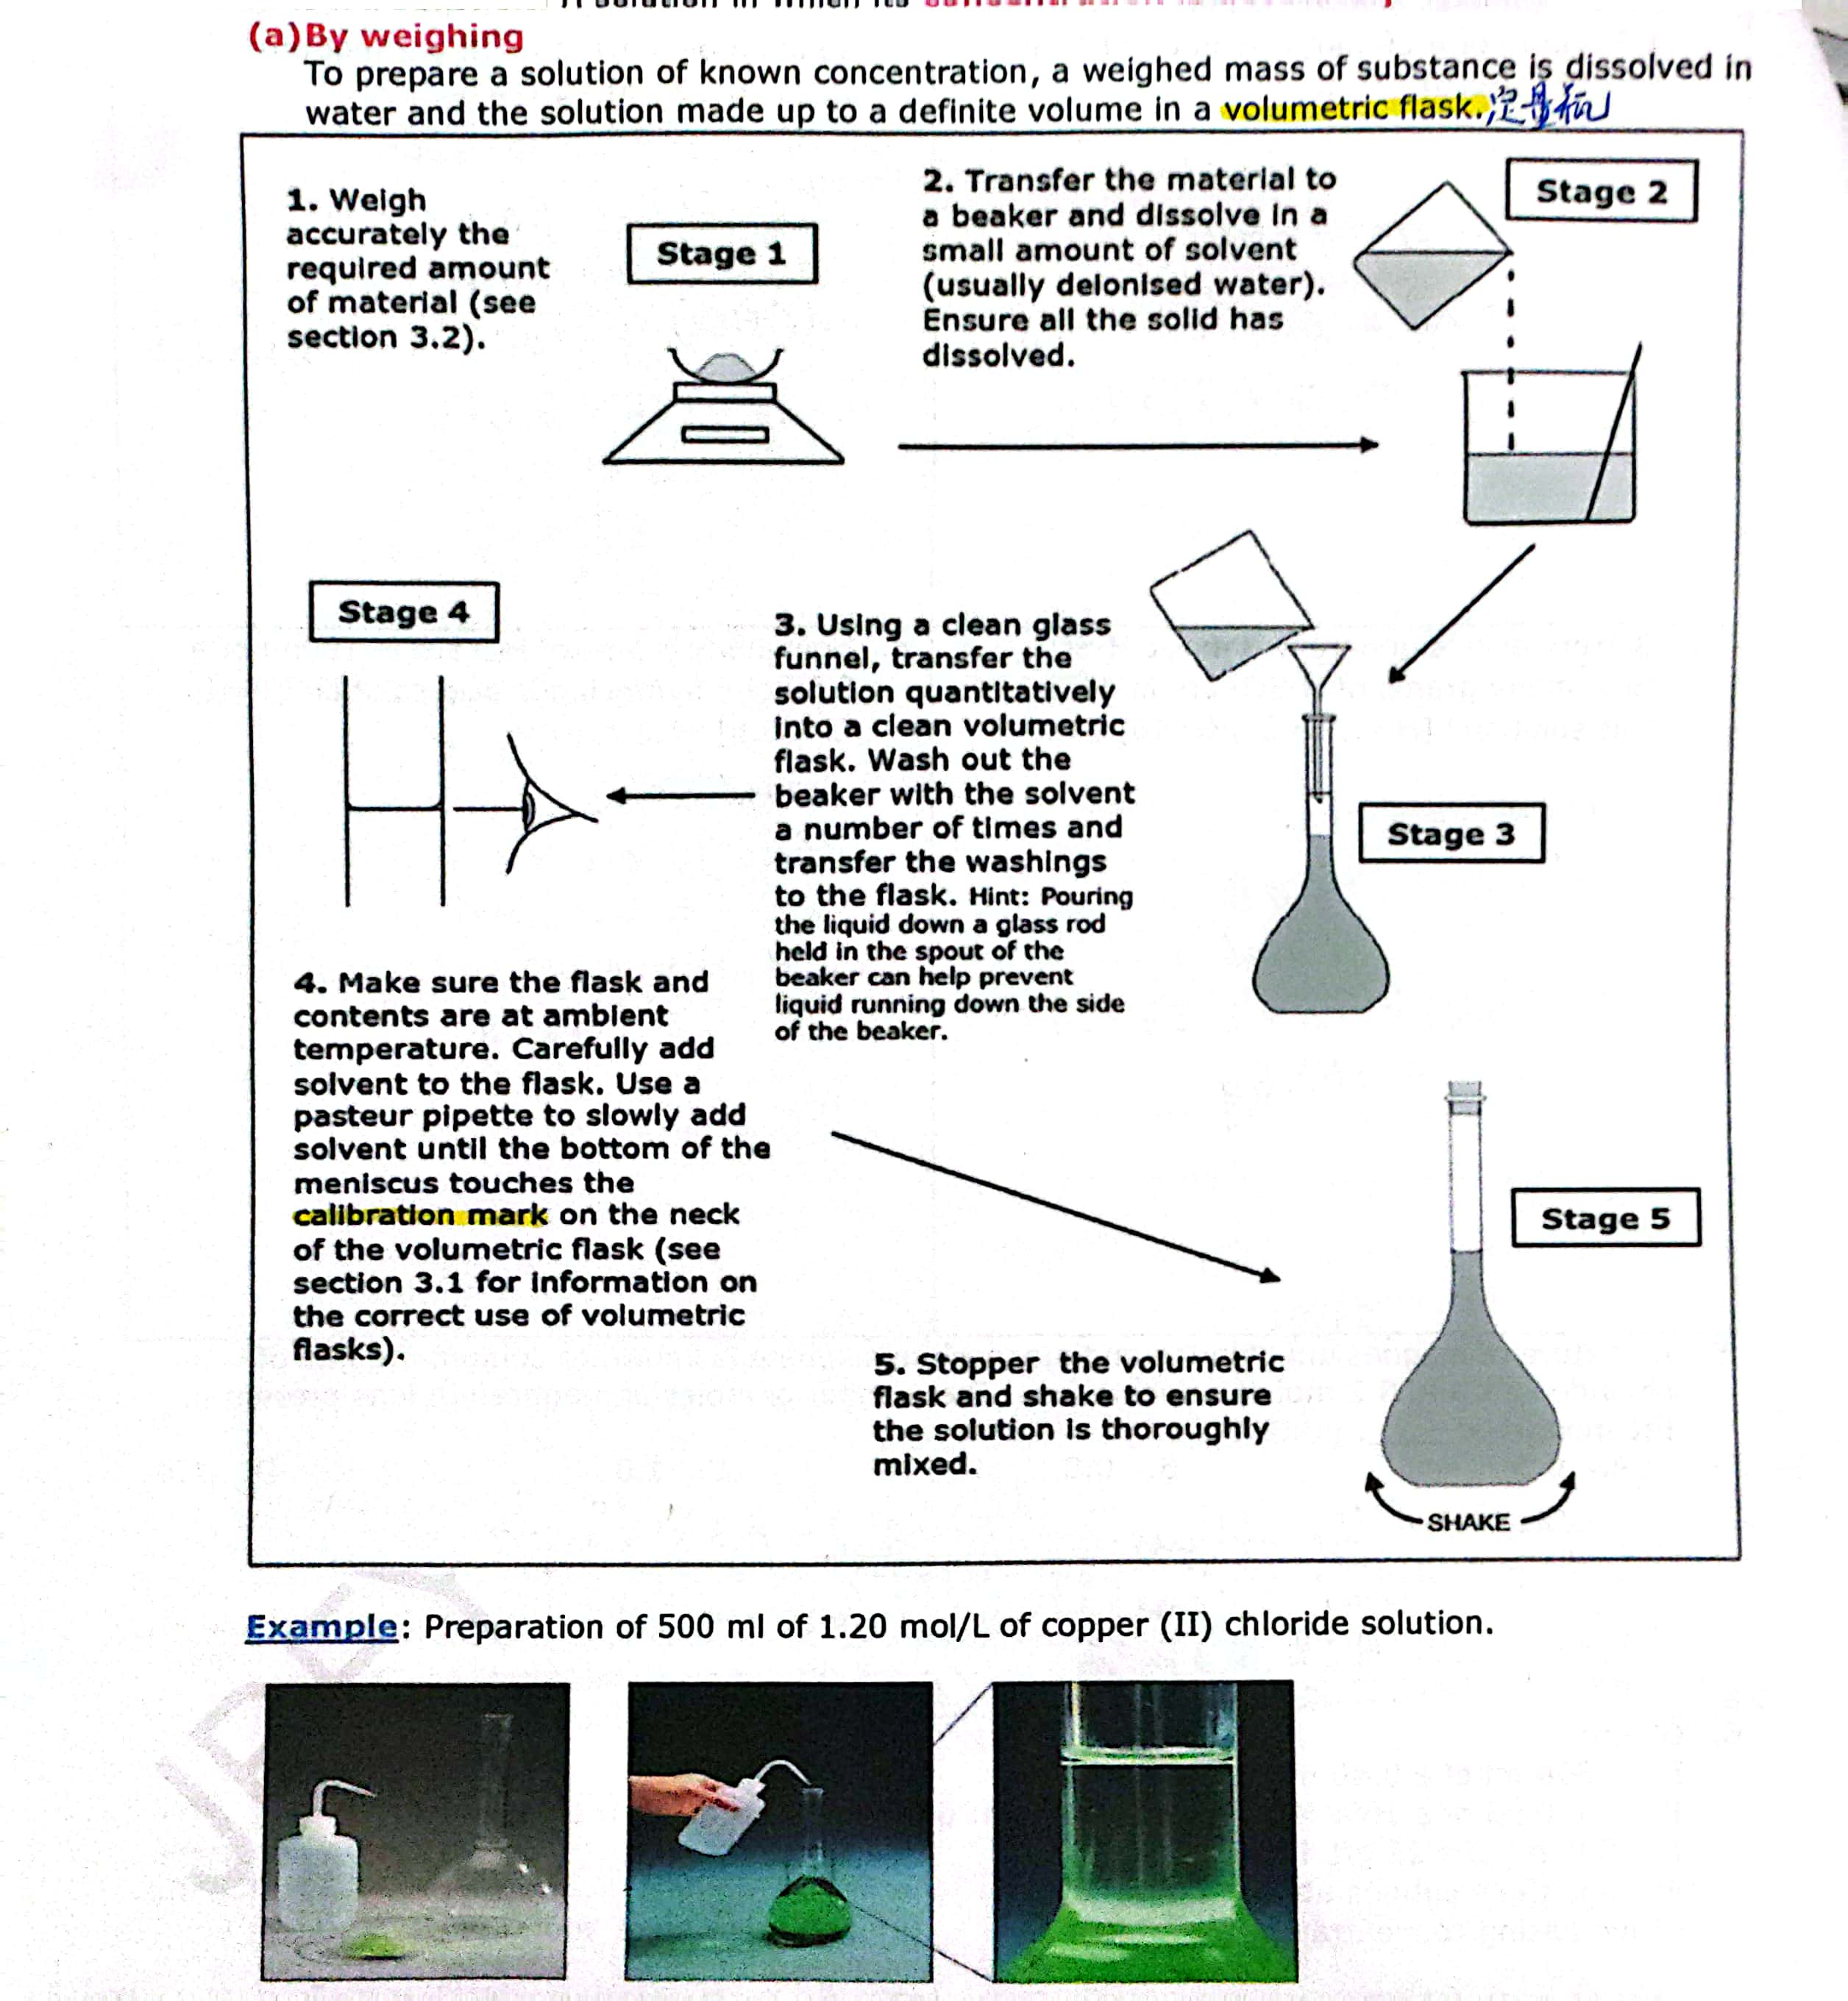 (a) By weighing
To prepare a solution of known concentration, a weighed mass of substance is dissolved in
water and the solution made up to a definite volume in a volumetric flask. 定量瓶
1. Weigh
accurately the
required amount
of material (see
section 3.2).
Stage 1
2. Transfer the material to
a beaker and dissolve in a
small amount of solvent
(usually deionised water).
Ensure all the solid has
dissolved.
Stage 2
Stage 4
3. Using a clean glass
funnel, transfer the
solution quantitatively
into a clean volumetric
flask. Wash out the
beaker with the solvent
a number of times and
transfer the washings
to the flask. Hint: Pouring
the liquid down a glass rod
held in the spout of the
beaker can help prevent
liquid running down the side
of the beaker.
Stage 3
4. Make sure the flask and
contents are at ambient
temperature. Carefully add
solvent to the flask. Use a
pasteur pipette to slowly add
solvent until the bottom of the
meniscus touches the
calibration mark on the neck
of the volumetric flask (see
section 3.1 for information on
the correct use of volumetric
flasks).
Stage 5
5. Stopper the volumetric
flask and shake to ensure
the solution is thoroughly
mixed.
SHAKE
Example: Preparation of 500 ml of 1.20 mol/L of copper (II) chloride solution.